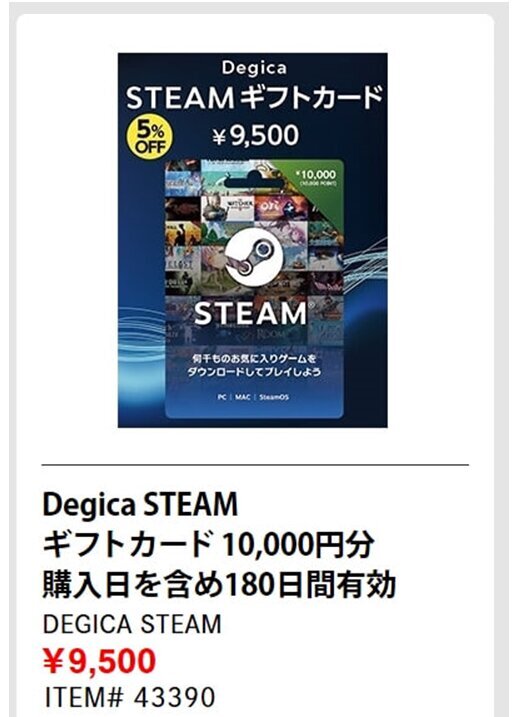 Degica
STEAMギフトカード
5%
OFF
¥9,500
¥10,000
(10,000 POINT)
WITCHER
ori
STEAM®
何千ものお気に入りゲームを
ダウンロードしてプレイしよう
PC | MAC | SteamOS
Degica STEAM
ギフトカード 10,000円分
購入日を含め180日間有効
DEGICA STEAM
¥9,500
ITEM# 43390